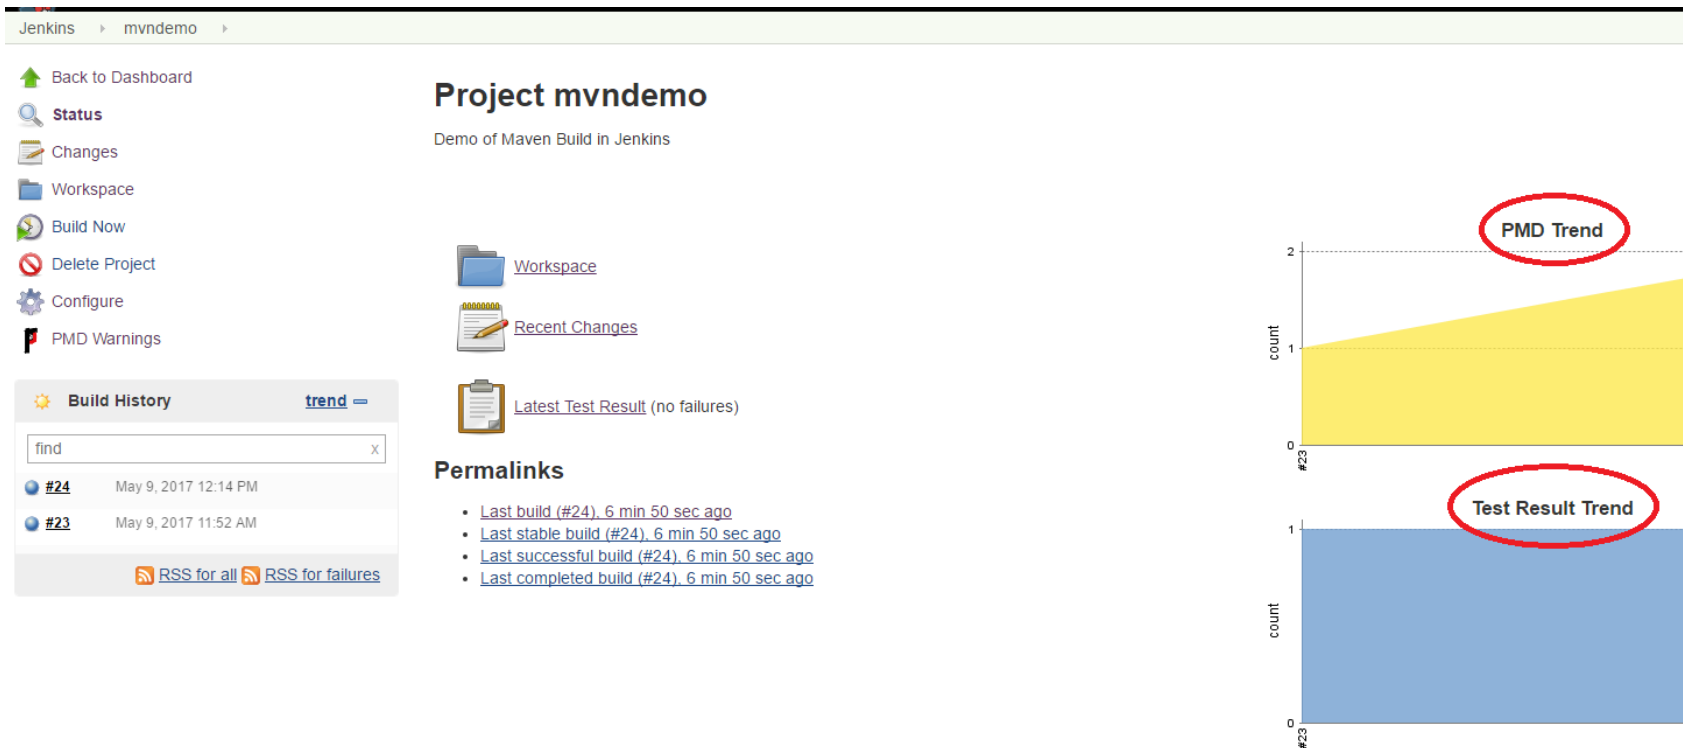 Jenkins mvndemo
Back to Dashboard
Status
Changes
Workspace
Build Now
Delete Project
Configure
PMD Warnings
Build History trend
find x
#24 May 9, 2017 12:14 PM
#23 May 9, 2017 11:52 AM
RSS for all RSS for failures
Project mvndemo
Demo of Maven Build in Jenkins
Workspace
Recent Changes
Latest Test Result (no failures)
Permalinks
Last build (#24), 6 min 50 sec ago
Last stable build (#24), 6 min 50 sec ago
Last successful build (#24), 6 min 50 sec ago
Last completed build (#24), 6 min 50 sec ago
PMD Trend
2
count
1
0
#23
Test Result Trend
1
count
0
#23